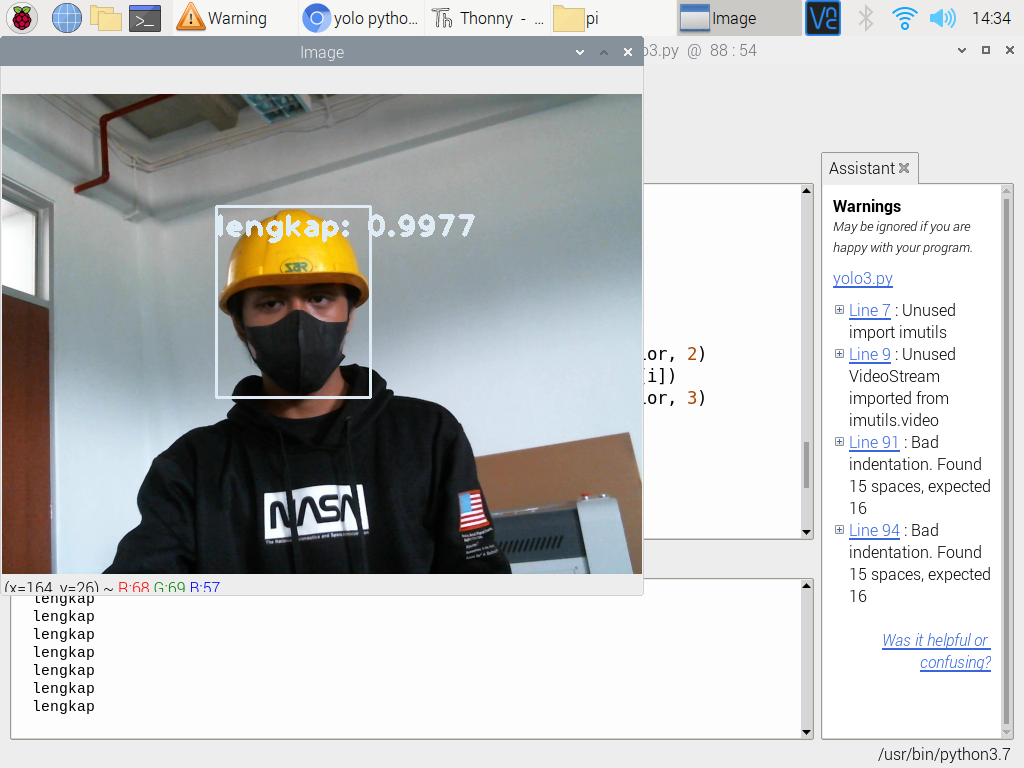 Warning
yolo pytho...
Thonny - ...
pi
Image
14:34
Image
o3.py @ 88 : 54
lengkap: 0.9977
NASA
(x=164, y=26) ~ R:68 G:69 B:57
or, 2)
[i])
or, 3)
lengkap
lengkap
lengkap
lengkap
lengkap
lengkap
lengkap
Assistant
Warnings
May be ignored if you are
happy with your program.
yolo3.py
Line 7 : Unused
import imutils
Line 9 : Unused
VideoStream
imported from
imutils.video
Line 91 : Bad
indentation. Found
15 spaces, expected
16
Line 94 : Bad
indentation. Found
15 spaces, expected
16
Was it helpful or
confusing?
/usr/bin/python3.7